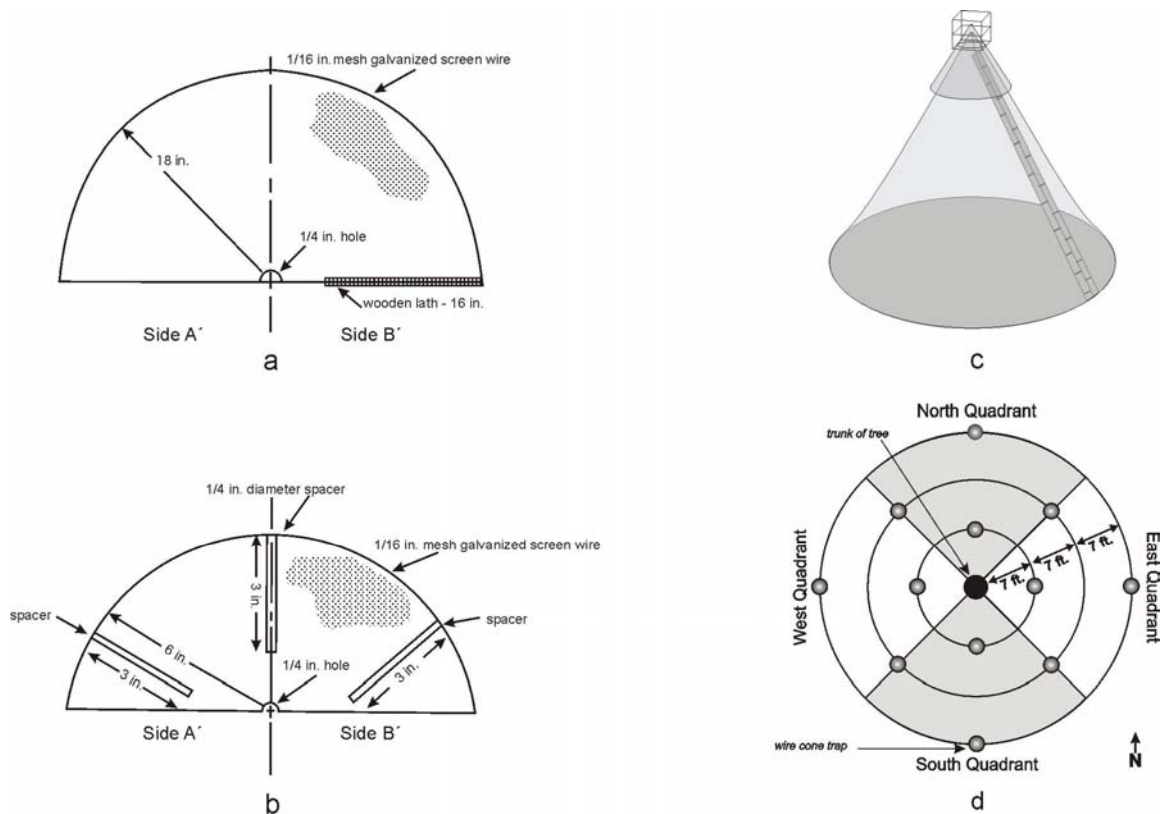 1/16 in. mesh galvanized screen wire
18 in.
1/4 in. hole
wooden lath - 16 in.
Side A´
Side B´
a
1/4 in. diameter spacer
1/16 in. mesh galvanized screen wire
3 in.
spacer
spacer
6 in.
3 in.
1/4 in. hole
3 in.
Side A´
Side B´
b
c
North Quadrant
trunk of tree
West Quadrant
East Quadrant
7 ft.
7 ft.
7 ft.
wire cone trap
South Quadrant
N
d